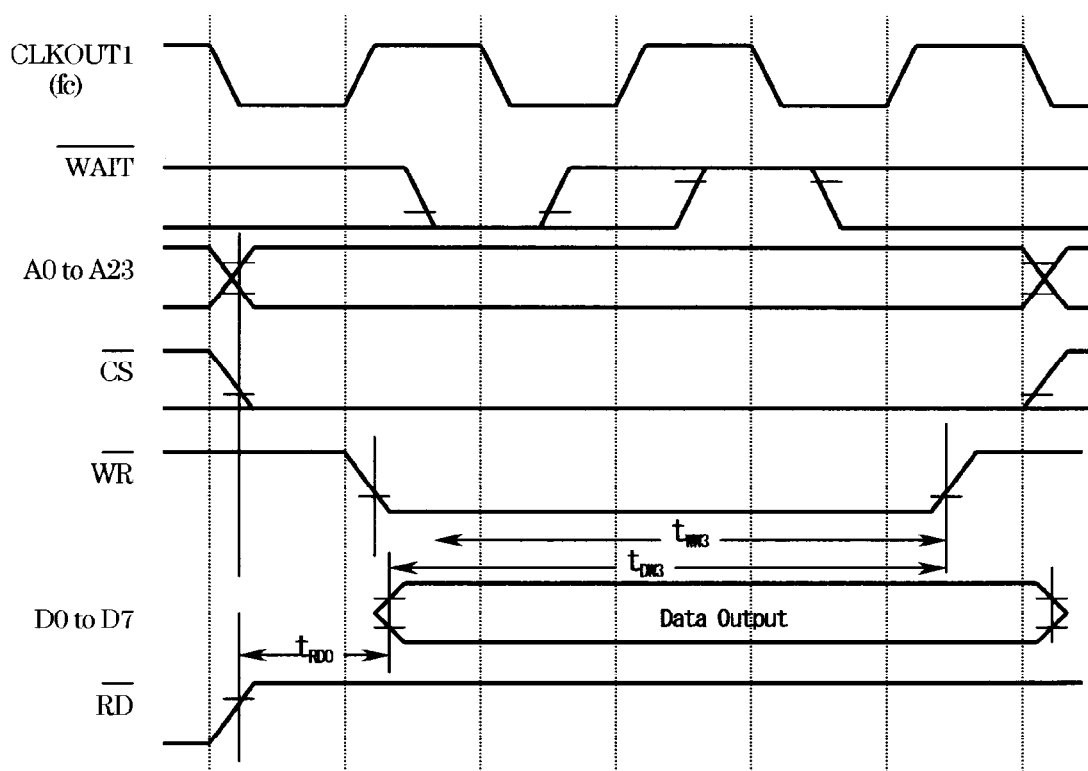 CLKOUT1
(fc)
WAIT
A0 to A23
CS
WR
tWW3
tDW3
D0 to D7
Data Output
tRDO
RD